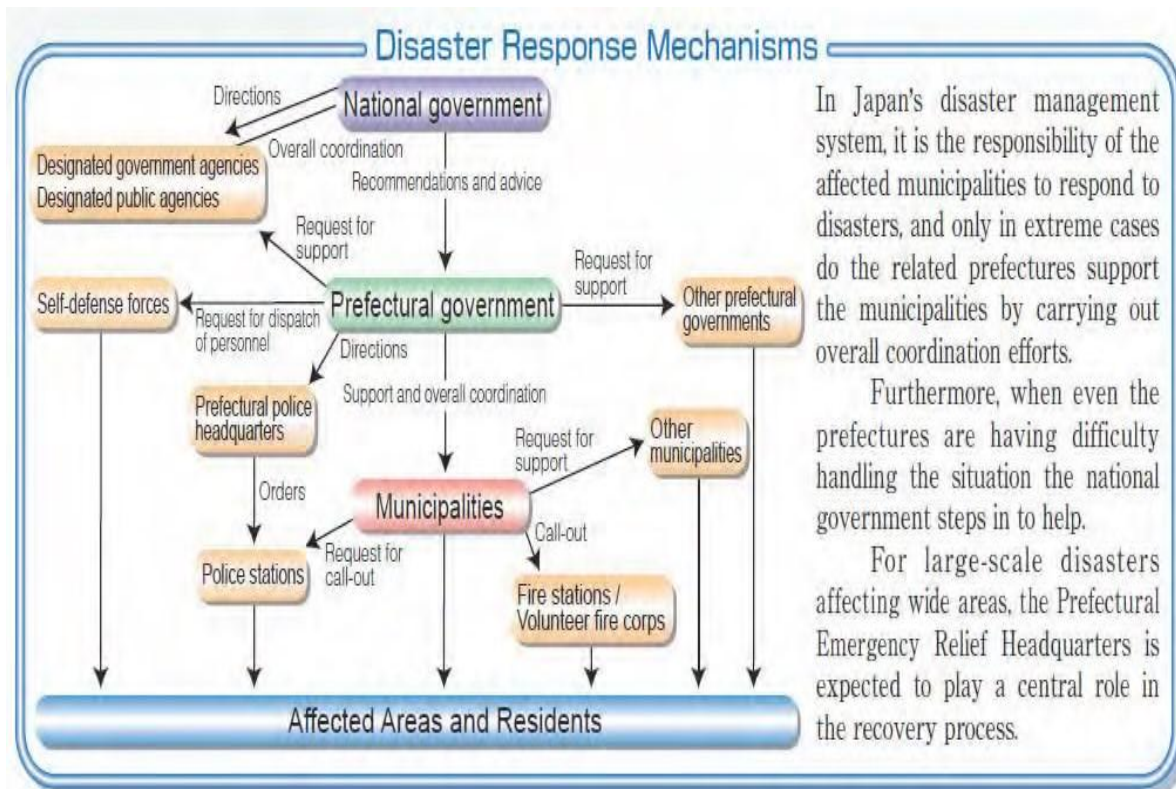 Disaster Response Mechanisms
Directions
National government
Overall coordination
Designated government agencies
Designated public agencies
Recommendations and advice
Request for
support
Request for
support
Self-defense forces
Prefectural government
Other prefectural
governments
Request for dispatch
of personnel
Directions
Prefectural police
headquarters
Support and overall coordination
Other
municipalities
Request for
support
Orders
Municipalities
Call-out
Request for
call-out
Police stations
Fire stations /
Volunteer fire corps
Affected Areas and Residents
In Japan's disaster management
system, it is the responsibility of the
affected municipalities to respond to
disasters, and only in extreme cases
do the related prefectures support
the municipalities by carrying out
overall coordination efforts.
Furthermore, when even the
prefectures are having difficulty
handling the situation the national
government steps in to help.
For large-scale disasters
affecting wide areas, the Prefectural
Emergency Relief Headquarters is
expected to play a central role in
the recovery process.